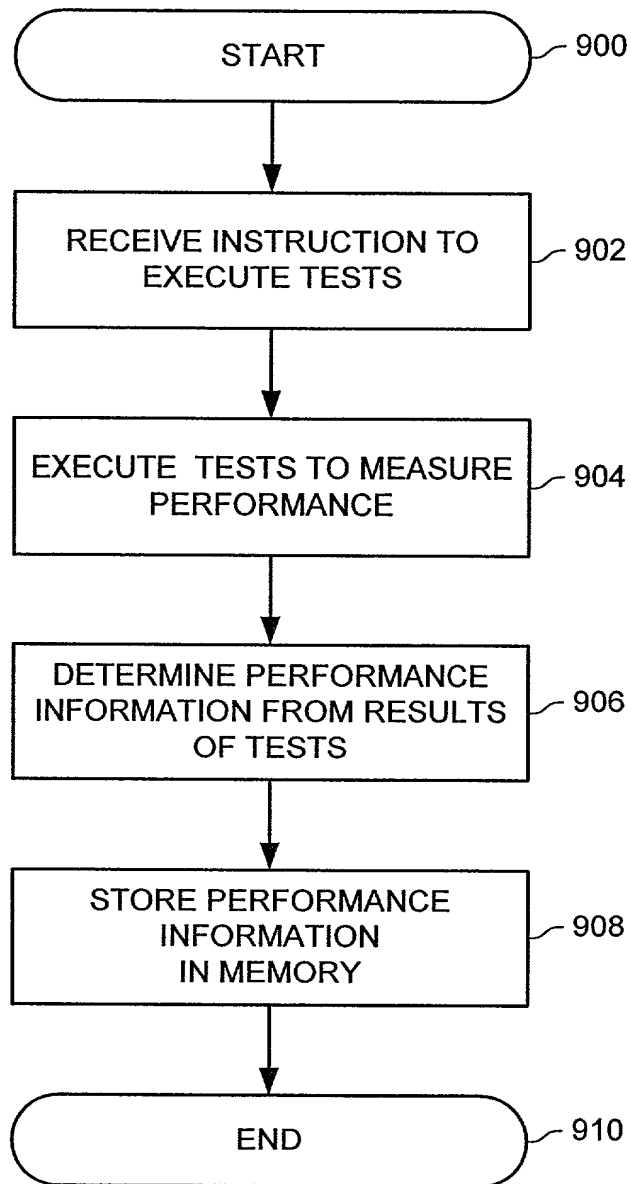 START
900
RECEIVE INSTRUCTION TO
EXECUTE TESTS
902
EXECUTE TESTS TO MEASURE
PERFORMANCE
904
DETERMINE PERFORMANCE
INFORMATION FROM RESULTS
OF TESTS
906
STORE PERFORMANCE
INFORMATION
IN MEMORY
908
END
910